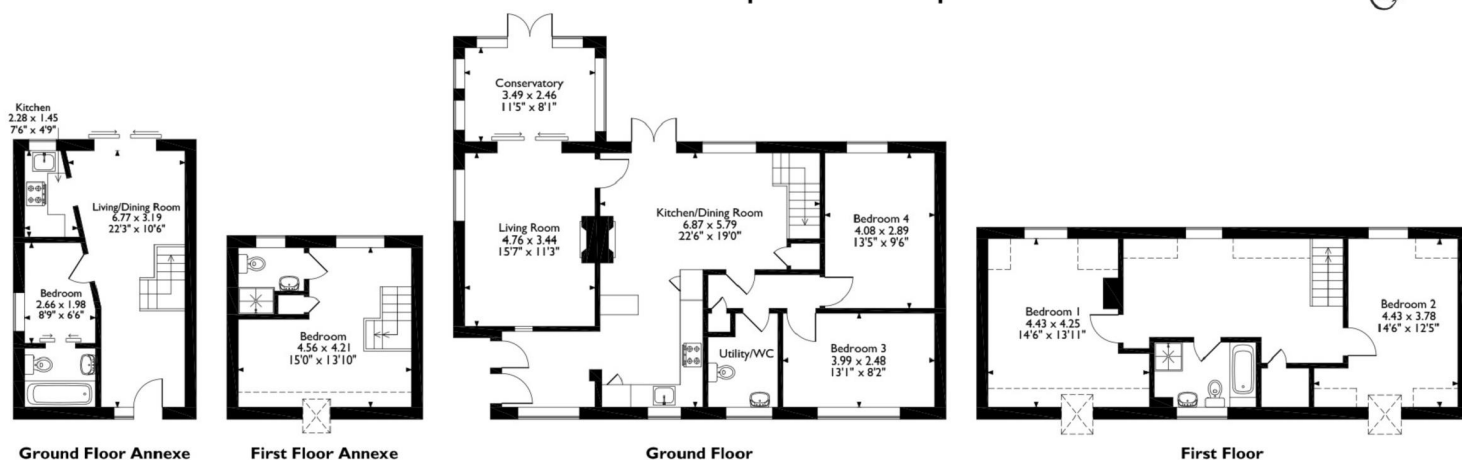 Kitchen
2.28 x 1.45
7'6" x 4'9"
Living/Dining Room
6.77 x 3.19
22'3" x 10'6"
Bedroom
2.66 x 1.98
8'9" x 6'6"
Ground Floor Annexe
Bedroom
4.56 x 4.21
15'0" x 13'10"
First Floor Annexe
Conservatory
3.49 x 2.46
11'5" x 8'1"
Living Room
4.76 x 3.44
15'7" x 11'3"
Kitchen/Dining Room
6.87 x 5.79
22'6" x 19'0"
Bedroom 4
4.08 x 2.89
13'5" x 9'6"
Utility/WC
Bedroom 3
3.99 x 2.48
13'1" x 8'2"
Ground Floor
Bedroom 1
4.43 x 4.25
14'6" x 13'11"
Bedroom 2
4.43 x 3.78
14'6" x 12'5"
First Floor